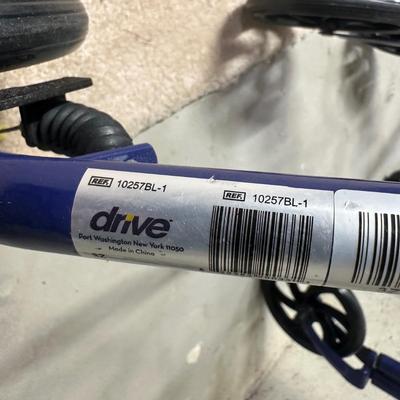 REF. 10257BL-1
drive
Port Washington New York 11050
Made in China
REF. 10257BL-1